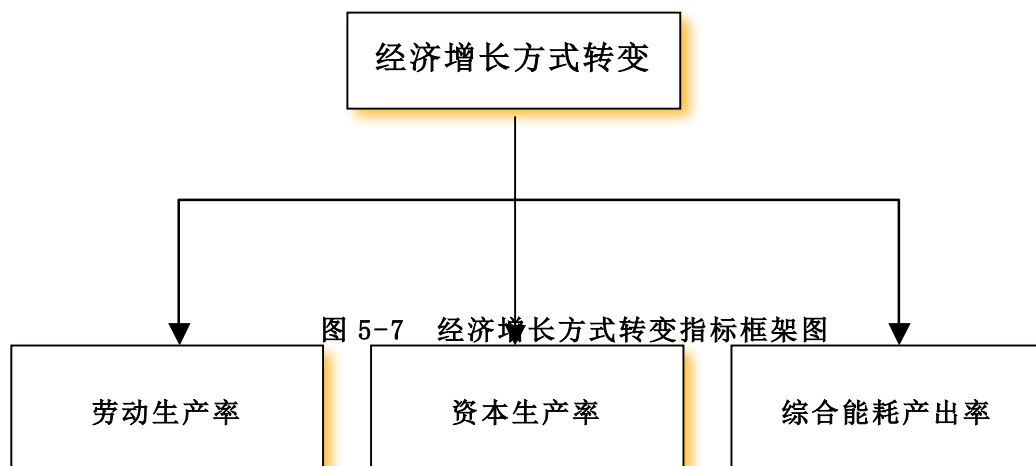 经济增长方式转变
图 5-7 经济增长方式转变指标框架图
劳动生产率
资本生产率
综合能耗产出率